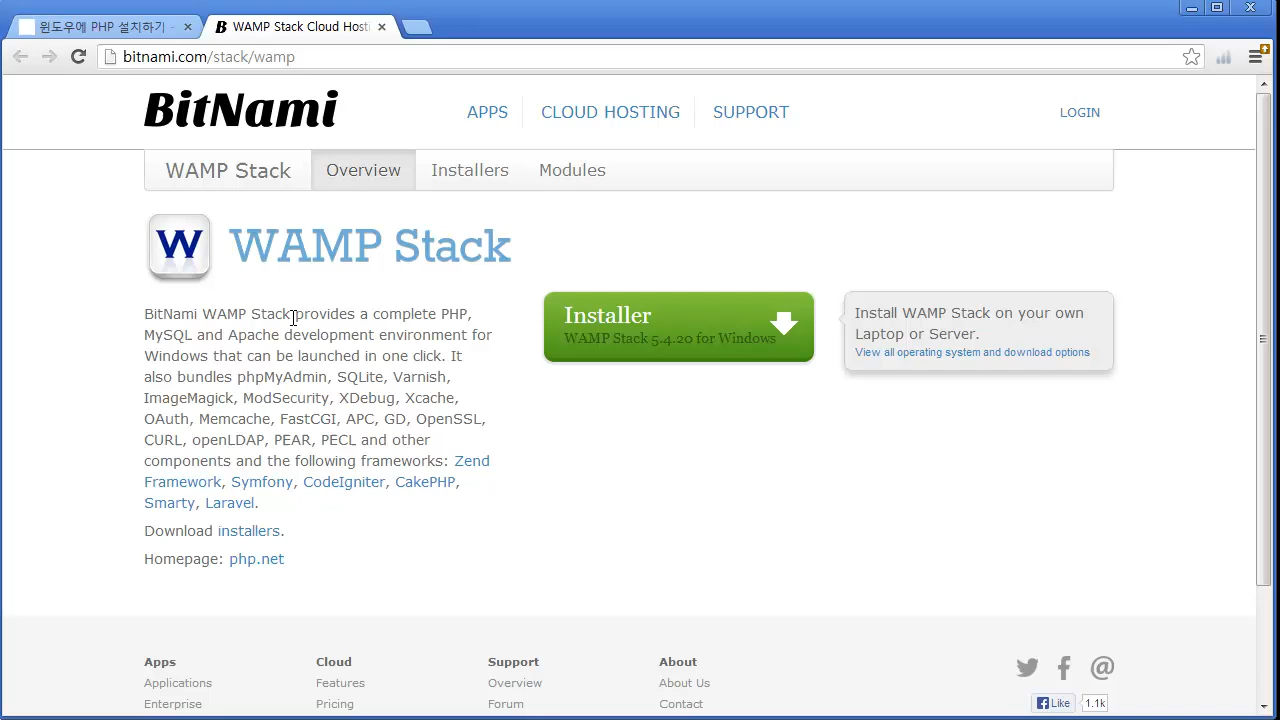 윈도우에 PHP 설치하기 -
WAMP Stack Cloud Hosti
bitnami.com/stack/wamp
BitNami
APPS
CLOUD HOSTING
SUPPORT
LOGIN
WAMP Stack
Overview
Installers
Modules
W
WAMP Stack
BitNami WAMP Stack provides a complete PHP,
MySQL and Apache development environment for
Windows that can be launched in one click. It
also bundles phpMyAdmin, SQLite, Varnish,
ImageMagick, ModSecurity, XDebug, Xcache,
OAuth, Memcache, FastCGI, APC, GD, OpenSSL,
CURL, openLDAP, PEAR, PECL and other
components and the following frameworks: Zend
Framework, Symfony, CodeIgniter, CakePHP,
Smarty, Laravel.
Download installers.
Homepage: php.net
Installer
WAMP Stack 5.4.20 for Windows
Install WAMP Stack on your own
Laptop or Server.
View all operating system and download options
Apps
Applications
Enterprise
Cloud
Features
Pricing
Support
Overview
Forum
About
About Us
Contact
Like
1.1k